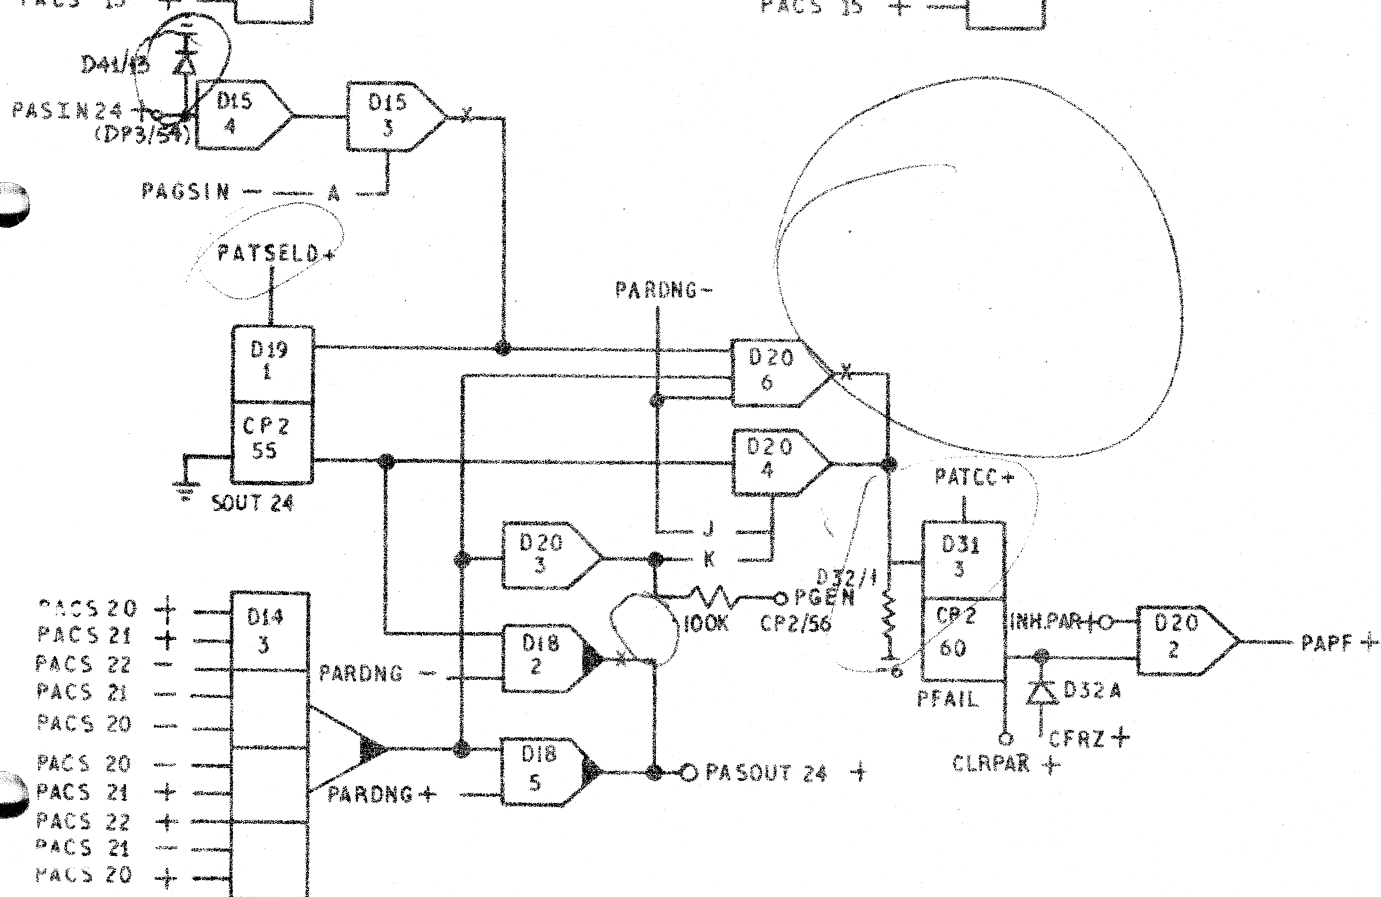 PACS 15 +
PACS 15 +
D41/13
PASIN24 +
(DP3/54)
D15
4
D15
3
X
PAGSIN - A
PATSELD+
PARDNG-
D19
1
CP2
55
SOUT 24
D20
6
X
D20
4
J
K
D20
3
100K
PGEN
CP2/56
D32/1
-6
PATCC+
D31
3
CP2
60
PFAIL
INH.PAR+
D20
2
PAPF +
D32A
CFRZ +
CLRPAR +
PACS 20 +
PACS 21 +
PACS 22 -
PACS 21 -
PACS 20 -
PACS 20 -
PACS 21 +
PACS 22 +
PACS 21 -
PACS 20 +
D14
3
PARDNG -
D18
2
X
PARDNG +
D18
5
PASOUT 24 +